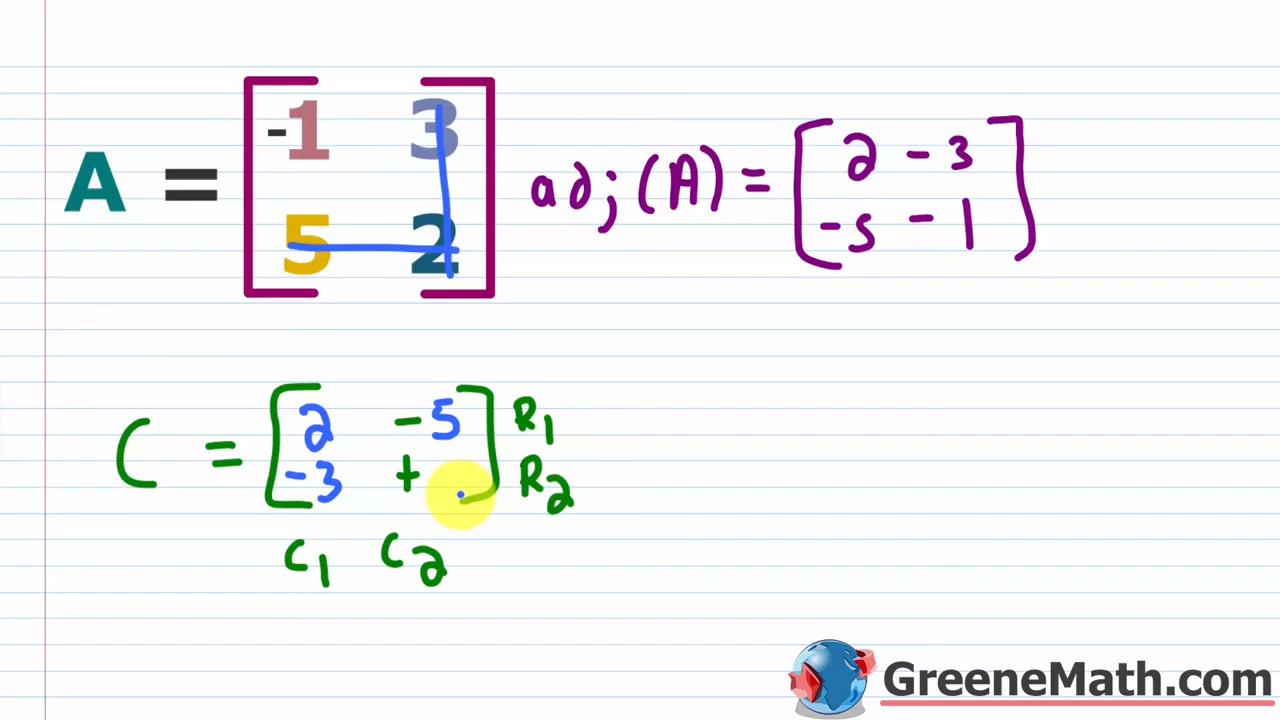 A = [-1 3
5 2]
adj(A) = [2 -3
-5 -1]
C = [2 -5
-3 +] R1
R2
C1 C2
GreeneMath.com